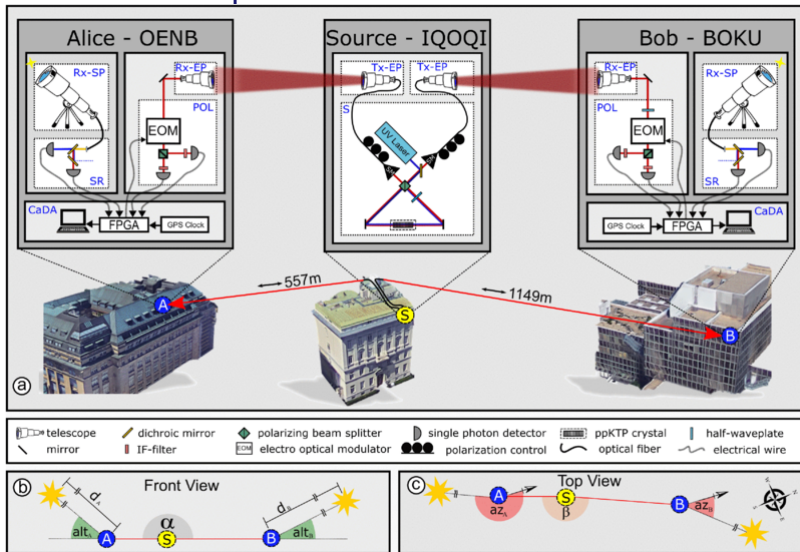 Alice - OENB
Source - IQOQI
Bob - BOKU
Rx-SP
Rx-EP
POL
EOM
SR
CaDA
FPGA
GPS Clock
Tx-EP
Tx-EP
S
UV Laser
Rx-EP
POL
EOM
Rx-SP
SR
CaDA
GPS Clock
FPGA
557m
1149m
A
S
B
a
telescope
dichroic mirror
polarizing beam splitter
single photon detector
ppKTP crystal
half-waveplate
mirror
IF-filter
EOM electro optical modulator
polarization control
optical fiber
electrical wire
b
Front View
α
alt
A
S
B
alt
c
Top View
A
S
B
az
β
az